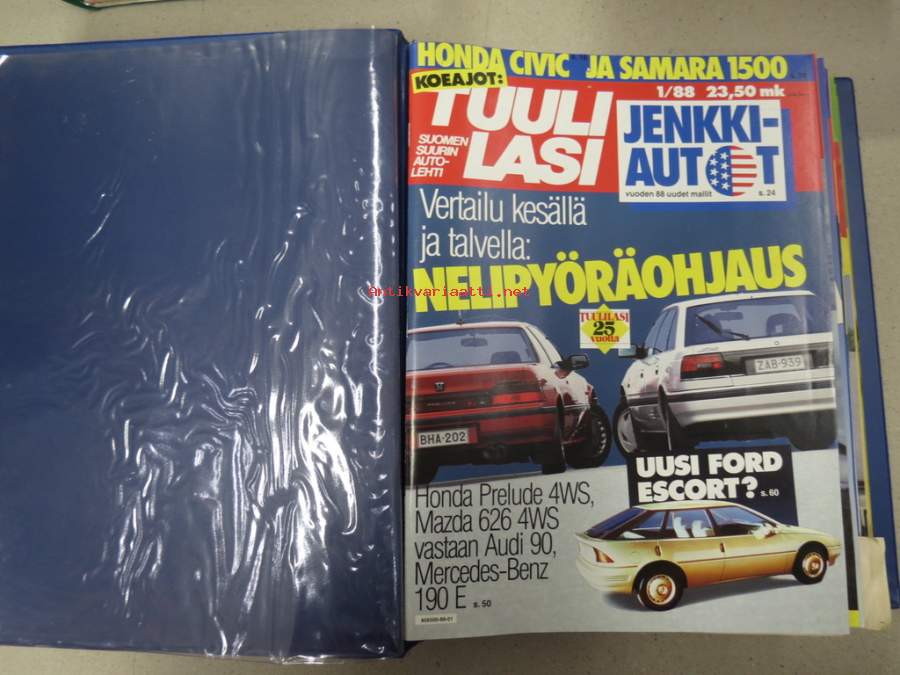 HONDA CIVIC JA SAMARA 1500
KOEAJOT:
1/88 23,50 mk
TUULI
LASI
SUOMEN
SUURIN
AUTO-
LEHTI
JENKKI-
AUTOT
vuoden 88 uudet mallit s. 24
Vertailu kesällä
ja talvella:
NELIPYÖRÄOHJAUS
Antikvariaatti.net
TUULILASI
25
vuotta
ZAB-939
BHA-202
UUSI FORD
ESCORT? s. 60
Honda Prelude 4WS,
Mazda 626 4WS
vastaan Audi 90,
Mercedes-Benz
190 E s. 50